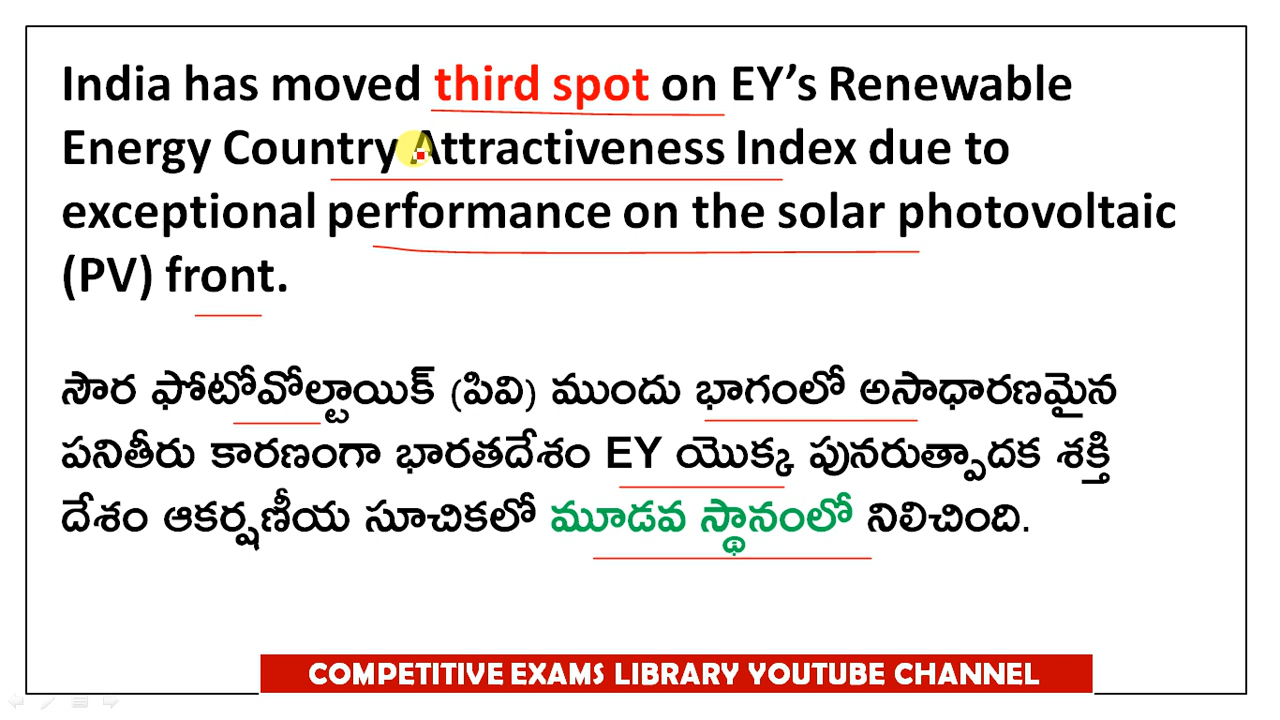 India has moved third spot on EY’s Renewable
Energy Country Attractiveness Index due to
exceptional performance on the solar photovoltaic
(PV) front.
సౌర ఫోటోవోల్టాయిక్ (పివి) ముందు భాగంలో అసాధారణమైన
పనితీరు కారణంగా భారతదేశం EY యొక్క పునరుత్పాదక శక్తి
దేశం ఆకర్షణీయ సూచికలో మూడవ స్థానంలో నిలిచింది.
COMPETITIVE EXAMS LIBRARY YOUTUBE CHANNEL